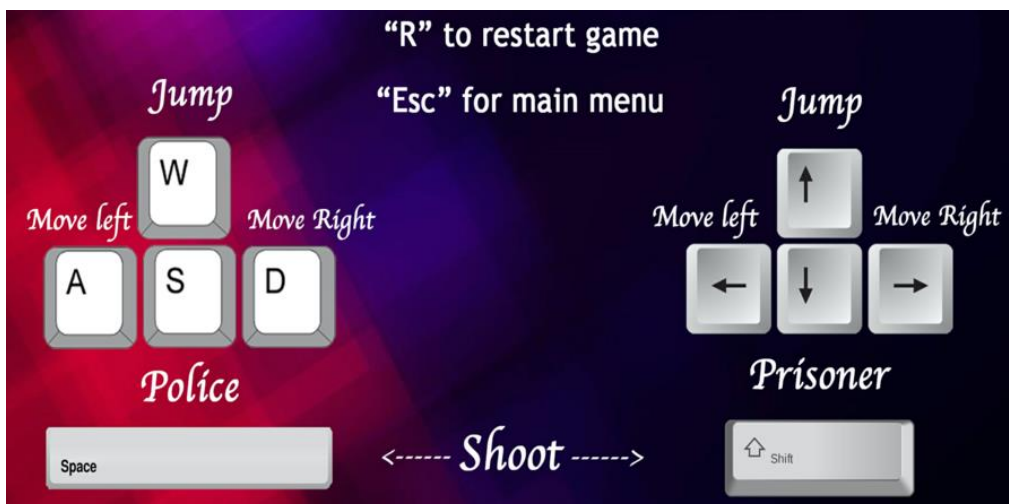 “R” to restart game
“Esc” for main menu
Jump
Jump
W
↑
Move left
Move Right
Move left
Move Right
A
S
D
←
↓
→
Police
Prisoner
Space
<------ Shoot ------>
⇧ Shift